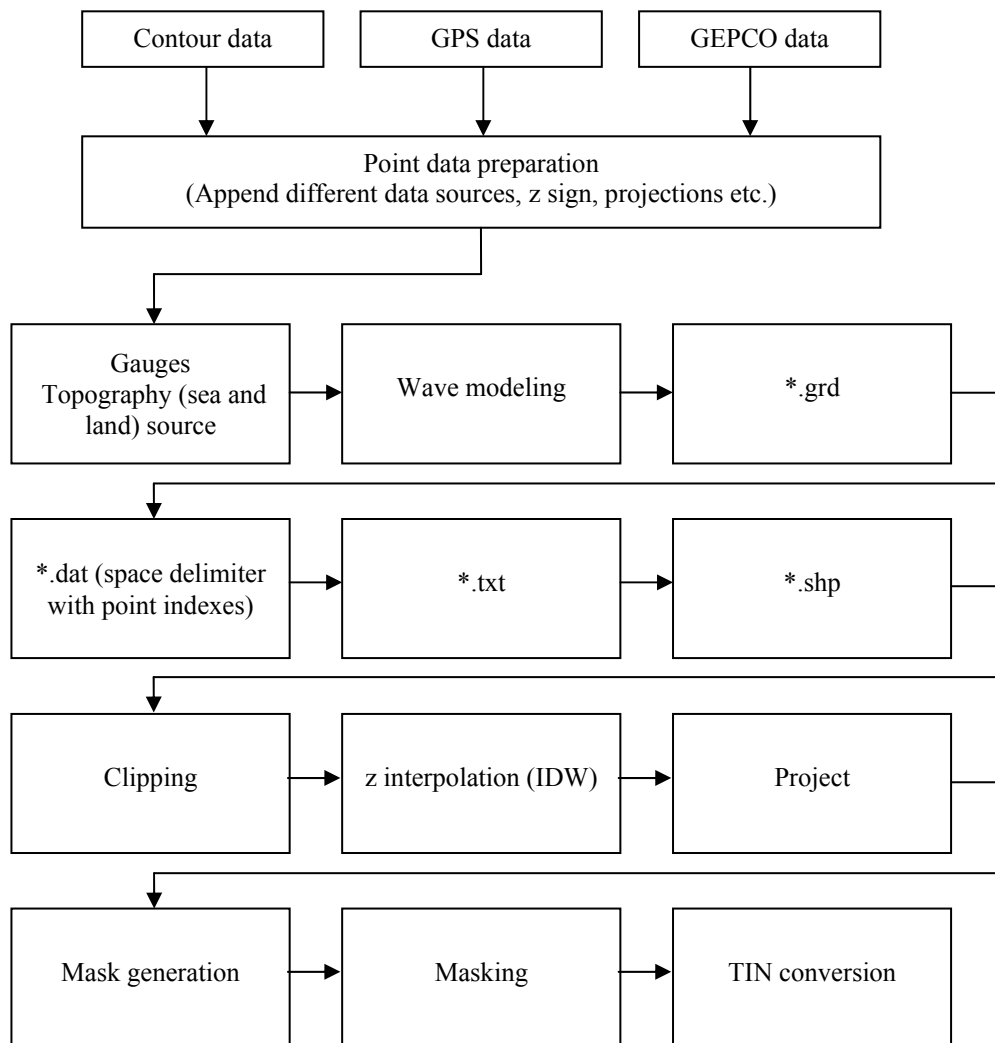 Contour data
GPS data
GEPCO data
Point data preparation
(Append different data sources, z sign, projections etc.)
Gauges
Topography (sea and
land) source
Wave modeling
*.grd
*.dat (space delimiter
with point indexes)
*.txt
*.shp
Clipping
z interpolation (IDW)
Project
Mask generation
Masking
TIN conversion